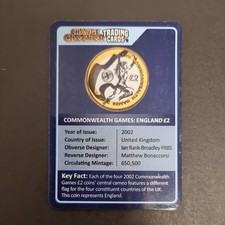 CHANGE CHECKER TRADING CARDS
£2
COMMONWEALTH GAMES: ENGLAND £2
Year of Issue: 2002
Country of Issue: United Kingdom
Obverse Designer: Ian Rank-Broadley FRBS
Reverse Designer: Matthew Bonaccorsi
Circulating Mintage: 650,500
Key Fact: Each of the four 2002 Commonwealth
Games £2 coins' central cameo features a different
flag for the four constituent countries of the UK.
This coin represents England.